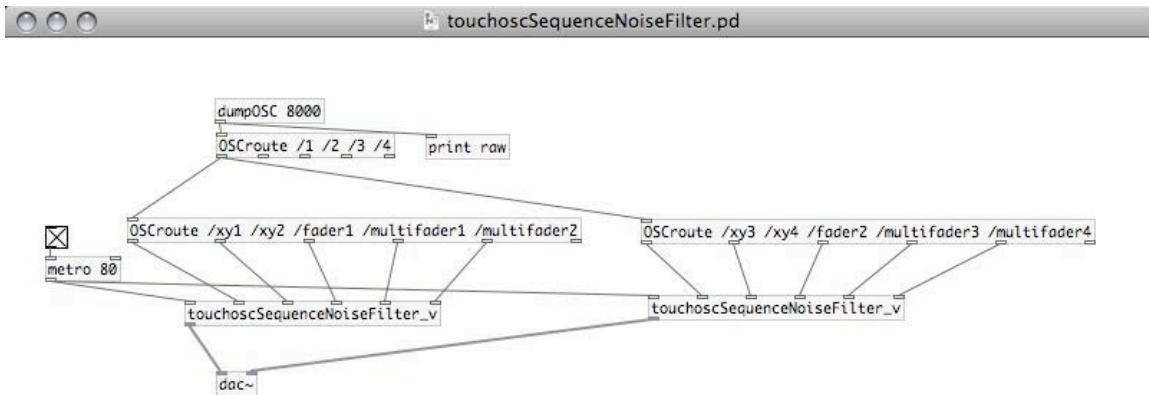 touchoscSequenceNoiseFilter.pd
dumpOSC 8000
OSCroute /1 /2 /3 /4
print raw
OSCroute /xy1 /xy2 /fader1 /multifader1 /multifader2
OSCroute /xy3 /xy4 /fader2 /multifader3 /multifader4
metro 80
touchoscSequenceNoiseFilter_v
touchoscSequenceNoiseFilter_v
dac~